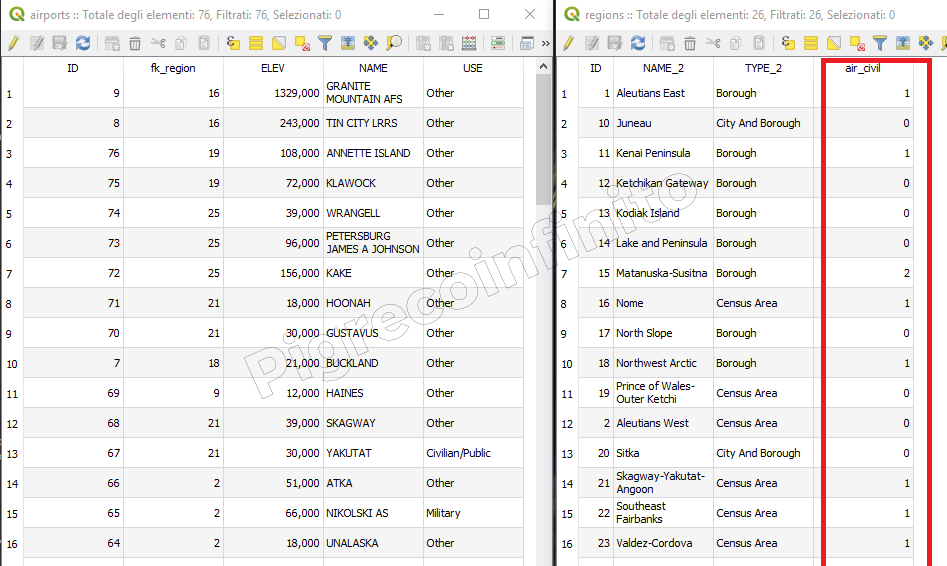 airports :: Totale degli elementi: 76, Filtrati: 76, Selezionati: 0
ID fk_region ELEV NAME USE
1 9 16 1329,000 GRANITE MOUNTAIN AFS Other
2 8 16 243,000 TIN CITY LRRS Other
3 76 19 108,000 ANNETTE ISLAND Other
4 75 19 72,000 KLAWOCK Other
5 74 25 39,000 WRANGELL Other
6 73 25 96,000 PETERSBURG JAMES A JOHNSON Other
7 72 25 156,000 KAKE Other
8 71 21 18,000 HOONAH Other
9 70 21 30,000 GUSTAVUS Other
10 7 18 21,000 BUCKLAND Other
11 69 9 12,000 HAINES Other
12 68 21 39,000 SKAGWAY Other
13 67 21 30,000 YAKUTAT Civilian/Public
14 66 2 51,000 ATKA Other
15 65 2 66,000 NIKOLSKI AS Military
16 64 2 18,000 UNALASKA Other
regions :: Totale degli elementi: 26, Filtrati: 26, Selezionati: 0
ID NAME_2 TYPE_2 air_civil
1 1 Aleutians East Borough 1
2 10 Juneau City And Borough 0
3 11 Kenai Peninsula Borough 1
4 12 Ketchikan Gateway Borough 0
5 13 Kodiak Island Borough 0
6 14 Lake and Peninsula Borough 0
7 15 Matanuska-Susitna Borough 2
8 16 Nome Census Area 1
9 17 North Slope Borough 0
10 18 Northwest Arctic Borough 1
11 19 Prince of Wales-Outer Ketchi Census Area 0
12 2 Aleutians West Census Area 0
13 20 Sitka City And Borough 0
14 21 Skagway-Yakutat-Angoon Census Area 1
15 22 Southeast Fairbanks Census Area 1
16 23 Valdez-Cordova Census Area 1
Pigrecoinfinito